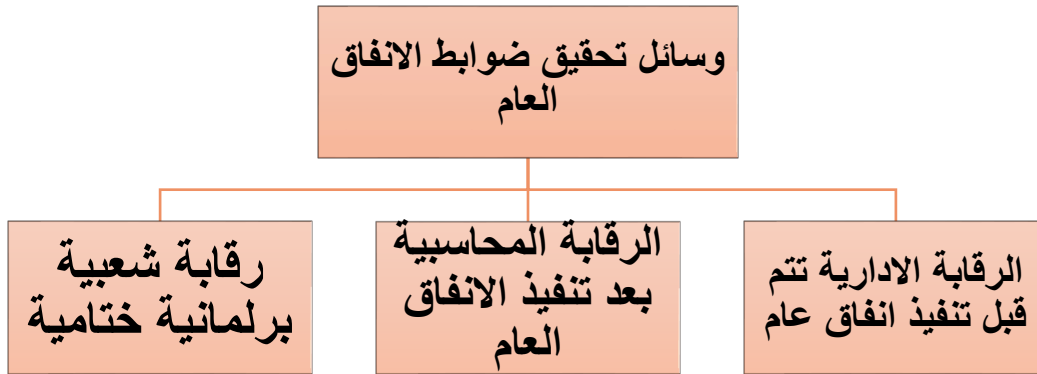 وسائل تحقيق ضوابط الانفاق
العام
الرقابة الادارية تتم
قبل تنفيذ انفاق عام
الرقابة المحاسبية
بعد تنفيذ الانفاق
العام
رقابة شعبية
برلمانية ختامية